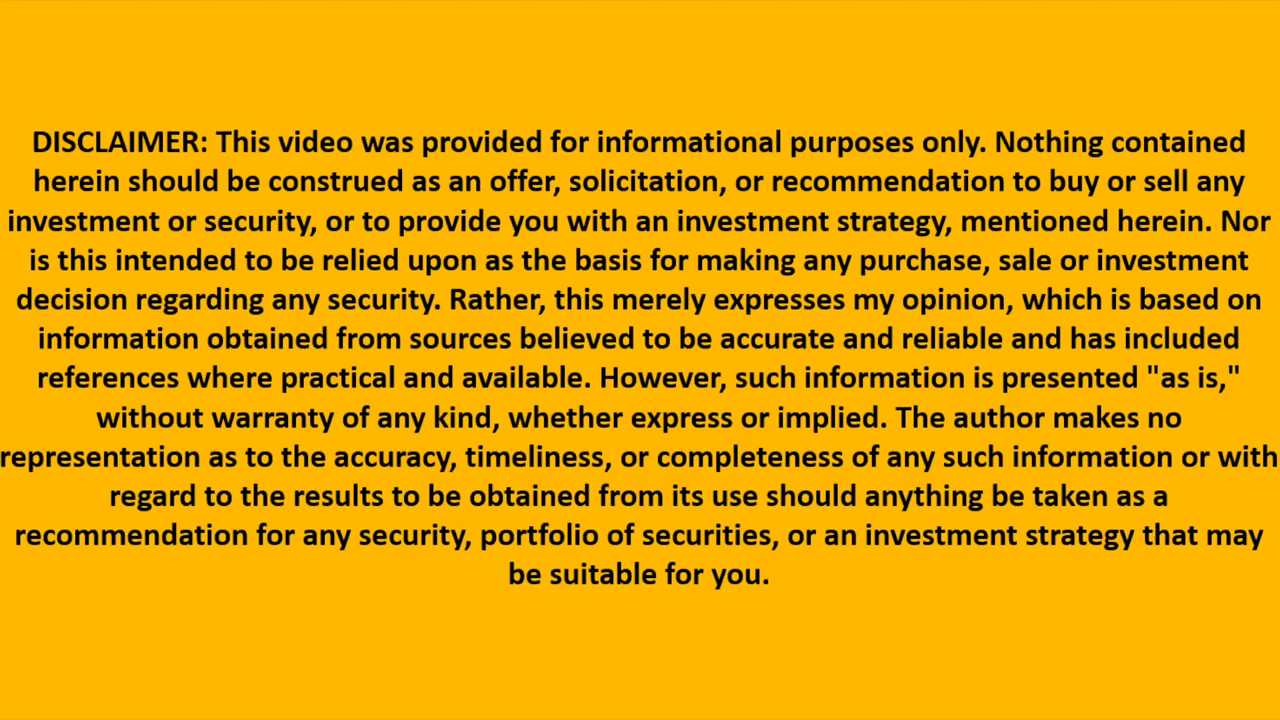 DISCLAIMER: This video was provided for informational purposes only. Nothing contained
herein should be construed as an offer, solicitation, or recommendation to buy or sell any
investment or security, or to provide you with an investment strategy, mentioned herein. Nor
is this intended to be relied upon as the basis for making any purchase, sale or investment
decision regarding any security. Rather, this merely expresses my opinion, which is based on
information obtained from sources believed to be accurate and reliable and has included
references where practical and available. However, such information is presented "as is,"
without warranty of any kind, whether express or implied. The author makes no
representation as to the accuracy, timeliness, or completeness of any such information or with
regard to the results to be obtained from its use should anything be taken as a
recommendation for any security, portfolio of securities, or an investment strategy that may
be suitable for you.